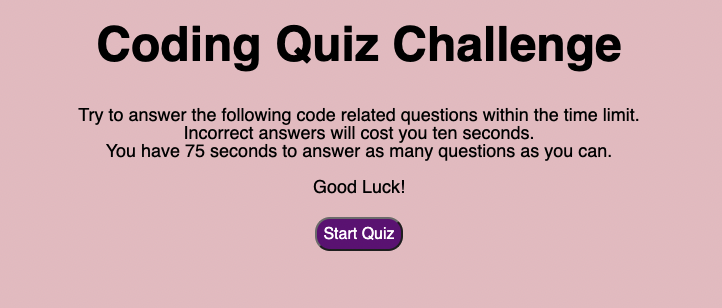 Coding Quiz Challenge
Try to answer the following code related questions within the time limit.
Incorrect answers will cost you ten seconds.
You have 75 seconds to answer as many questions as you can.
Good Luck!
Start Quiz